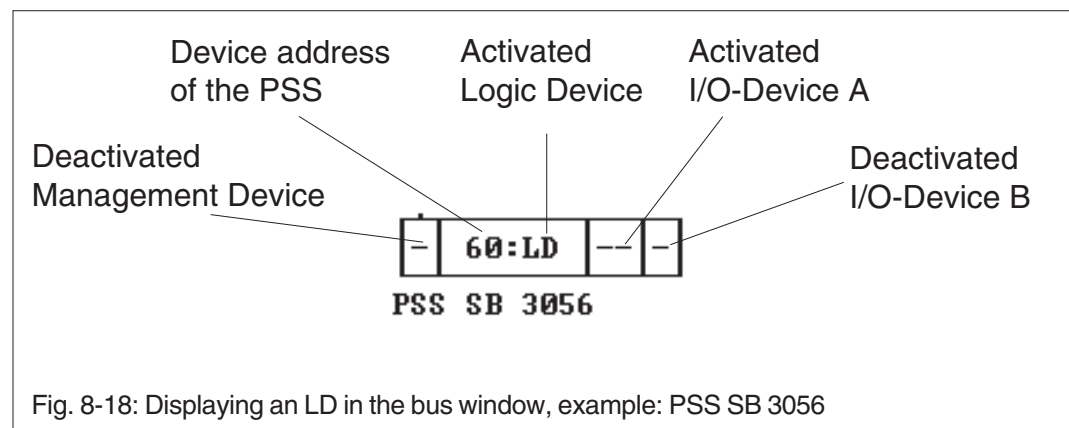 Device address
of the PSS
Activated
Logic Device
Activated
I/O-Device A
Deactivated
Management Device
Deactivated
I/O-Device B
- 60:LD -- -
PSS SB 3056
Fig. 8-18: Displaying an LD in the bus window, example: PSS SB 3056